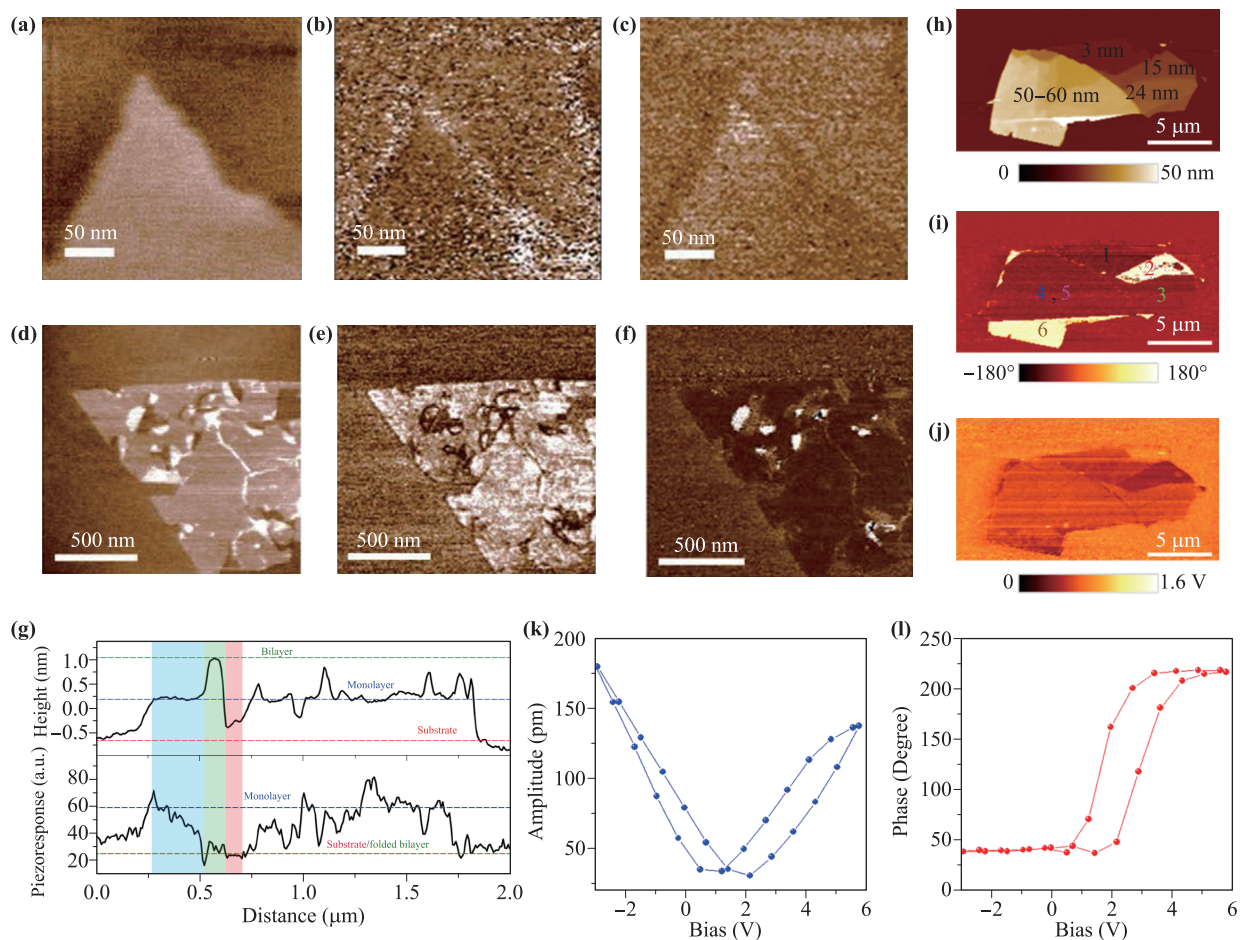 (a)
(b)
(c)
(h)
50 nm
50 nm
50 nm
3 nm
15 nm
50–60 nm
24 nm
5 μm
0
50 nm
(i)
1
2
3
4
5
6
5 μm
−180°
180°
(d)
(e)
(f)
500 nm
500 nm
500 nm
(j)
5 μm
0
1.6 V
(g)
Height (nm)
1.0
0.5
0.0
−0.5
Bilayer
Monolayer
Substrate
Piezoresponse (a.u.)
80
60
40
20
Monolayer
Substrate/folded bilayer
0.0
0.5
1.0
1.5
2.0
Distance (μm)
(k)
Amplitude (pm)
200
150
100
50
−2
0
2
4
6
Bias (V)
(l)
Phase (Degree)
250
200
150
100
50
0
−2
0
2
4
6
Bias (V)